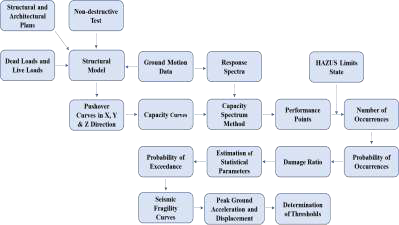 Structural and
Architectural
Plans
Non-destructive
Test
Dead Loads and
Live Loads
Structural
Model
Ground Motion
Data
Response
Spectra
HAZUS Limits
State
Pushover
Curves in X, Y
& Z Direction
Capacity Curves
Capacity
Spectrum
Method
Performance
Points
Number of
Occurrences
Probability of
Exceedance
Estimation of
Statistical
Parameters
Damage Ratio
Probability of
Occurrences
Seismic
Fragility
Curves
Peak Ground
Acceleration and
Displacement
Determination
of Thresholds